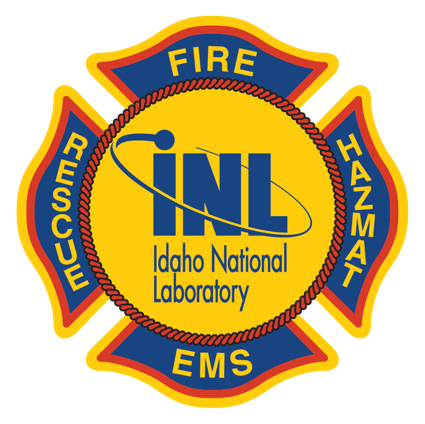 FIRE
RESCUE
HAZMAT
INL
Idaho National
Laboratory
EMS